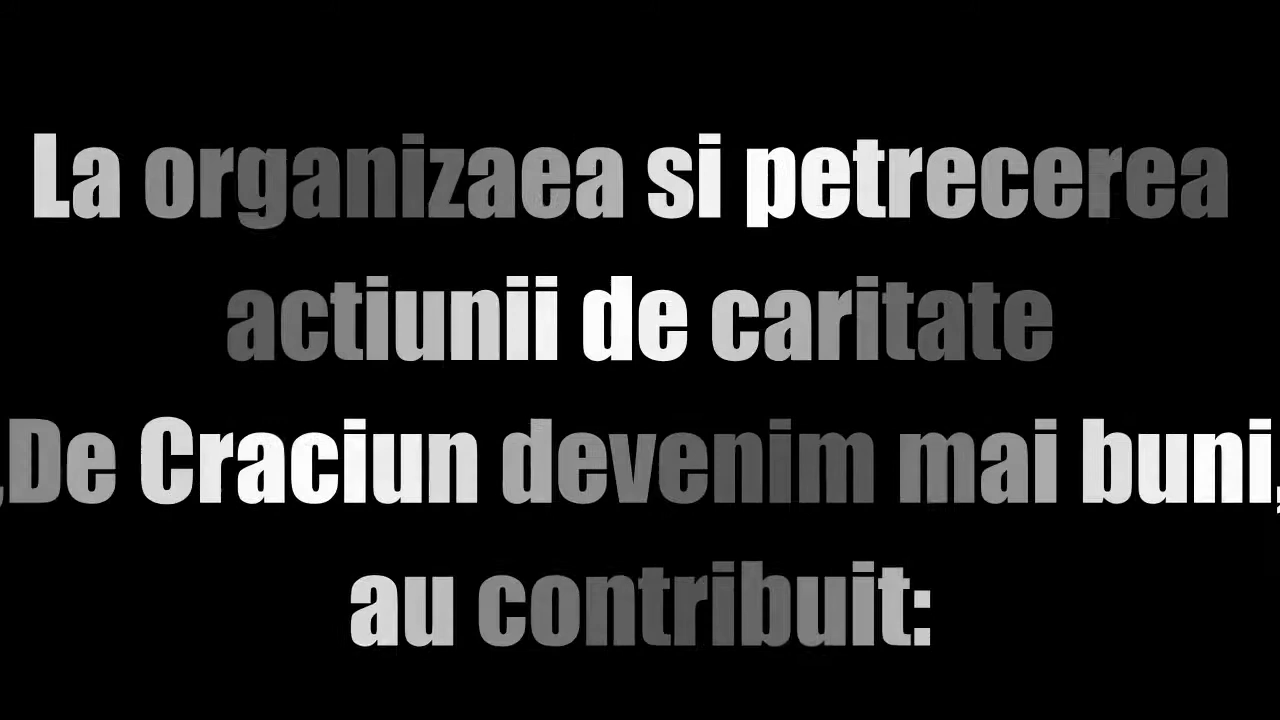 La organizaea si petrecerea
actiunii de caritate
,De Craciun devenim mai buni,
au contribuit: